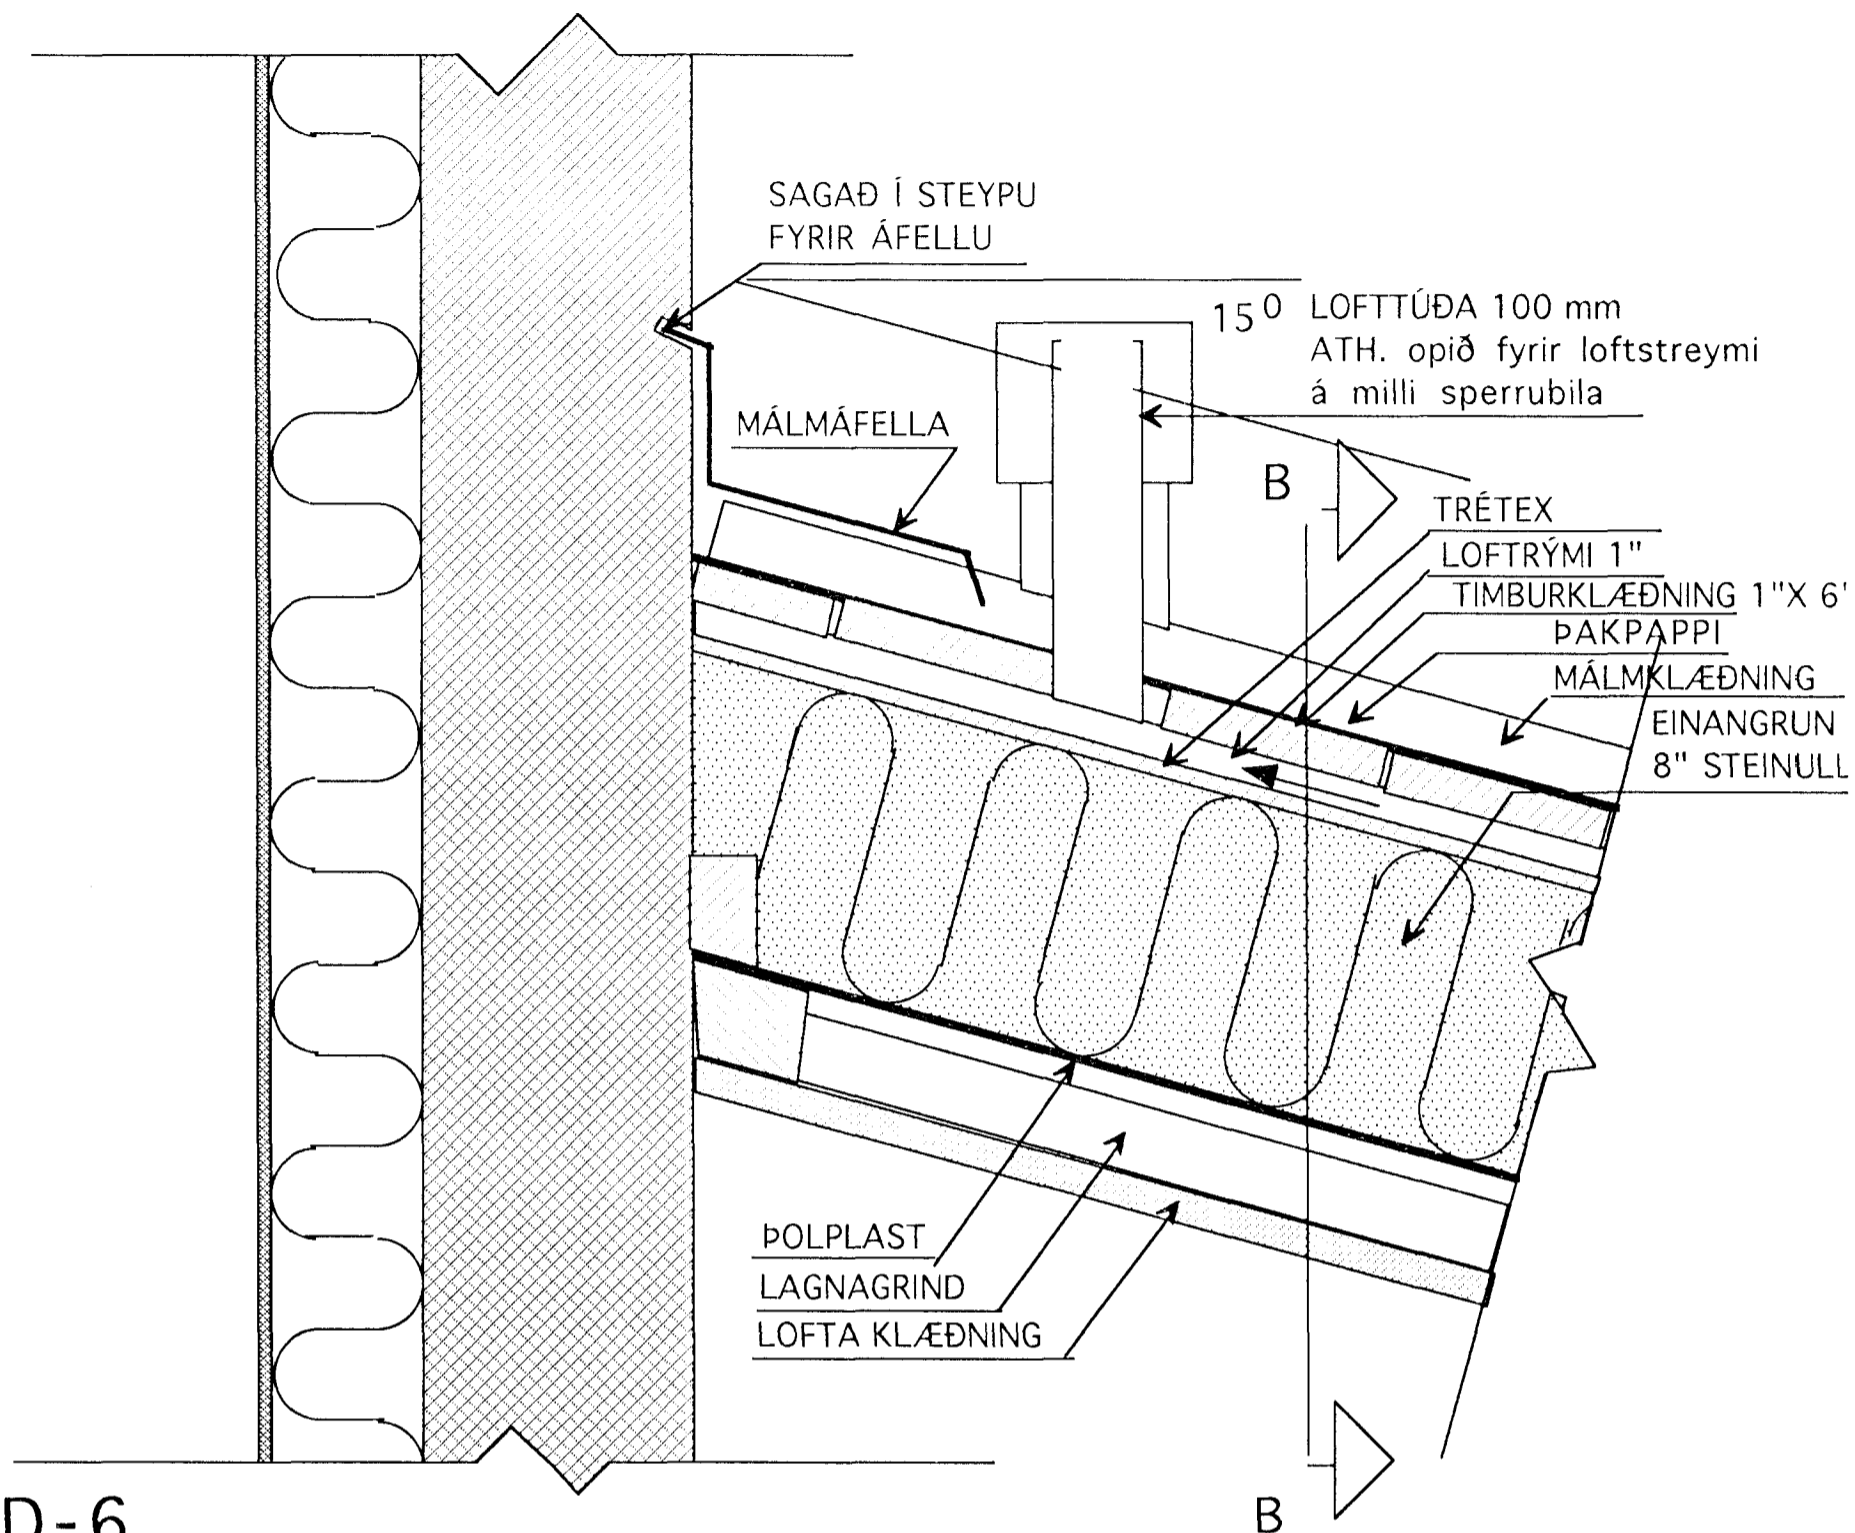 SAGAÐ Í STEYPU
FYRIR ÁFELLU
15⁰
LOFTTÚÐA 100 mm
ATH. opið fyrir loftstreymi
á milli sperrubila
MÁLMÁFELLA
B
TRÉTEX
LOFTRÝMI 1"
TIMBURKLÆÐNING 1"X 6'
ÞAKPAPPI
MÁLMKLÆÐNING
EINANGRUN
8" STEINULL
ÞOLPLAST
LAGNAGRIND
LOFTA KLÆÐNING
D-6
B